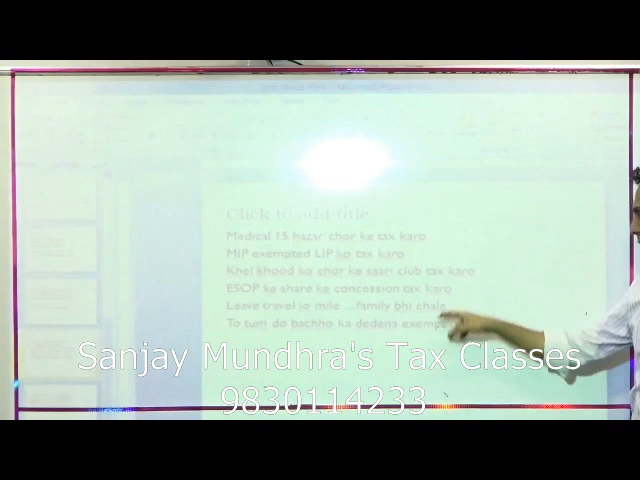 Click to add title
Medical 15 hazar chor ke tax karo
MIP exempted LIP ko tax karo
Khel khood ko chor ke saari club tax karo
ESOP ke share ke concession tax karo
Leave travel jo mile ...family bhi chale
To tum do bachho ka dedena exemp
Sanjay Mundhra's Tax Classes
9830114233